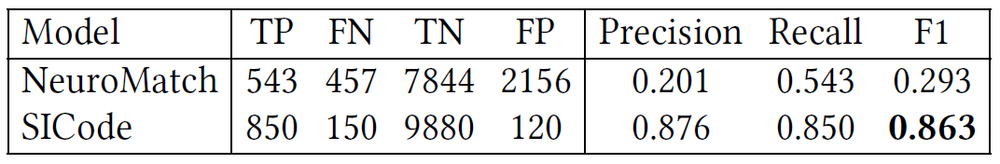 Model TP FN TN FP Precision Recall F1
NeuroMatch 543 457 7844 2156 0.201 0.543 0.293
SICode 850 150 9880 120 0.876 0.850 0.863